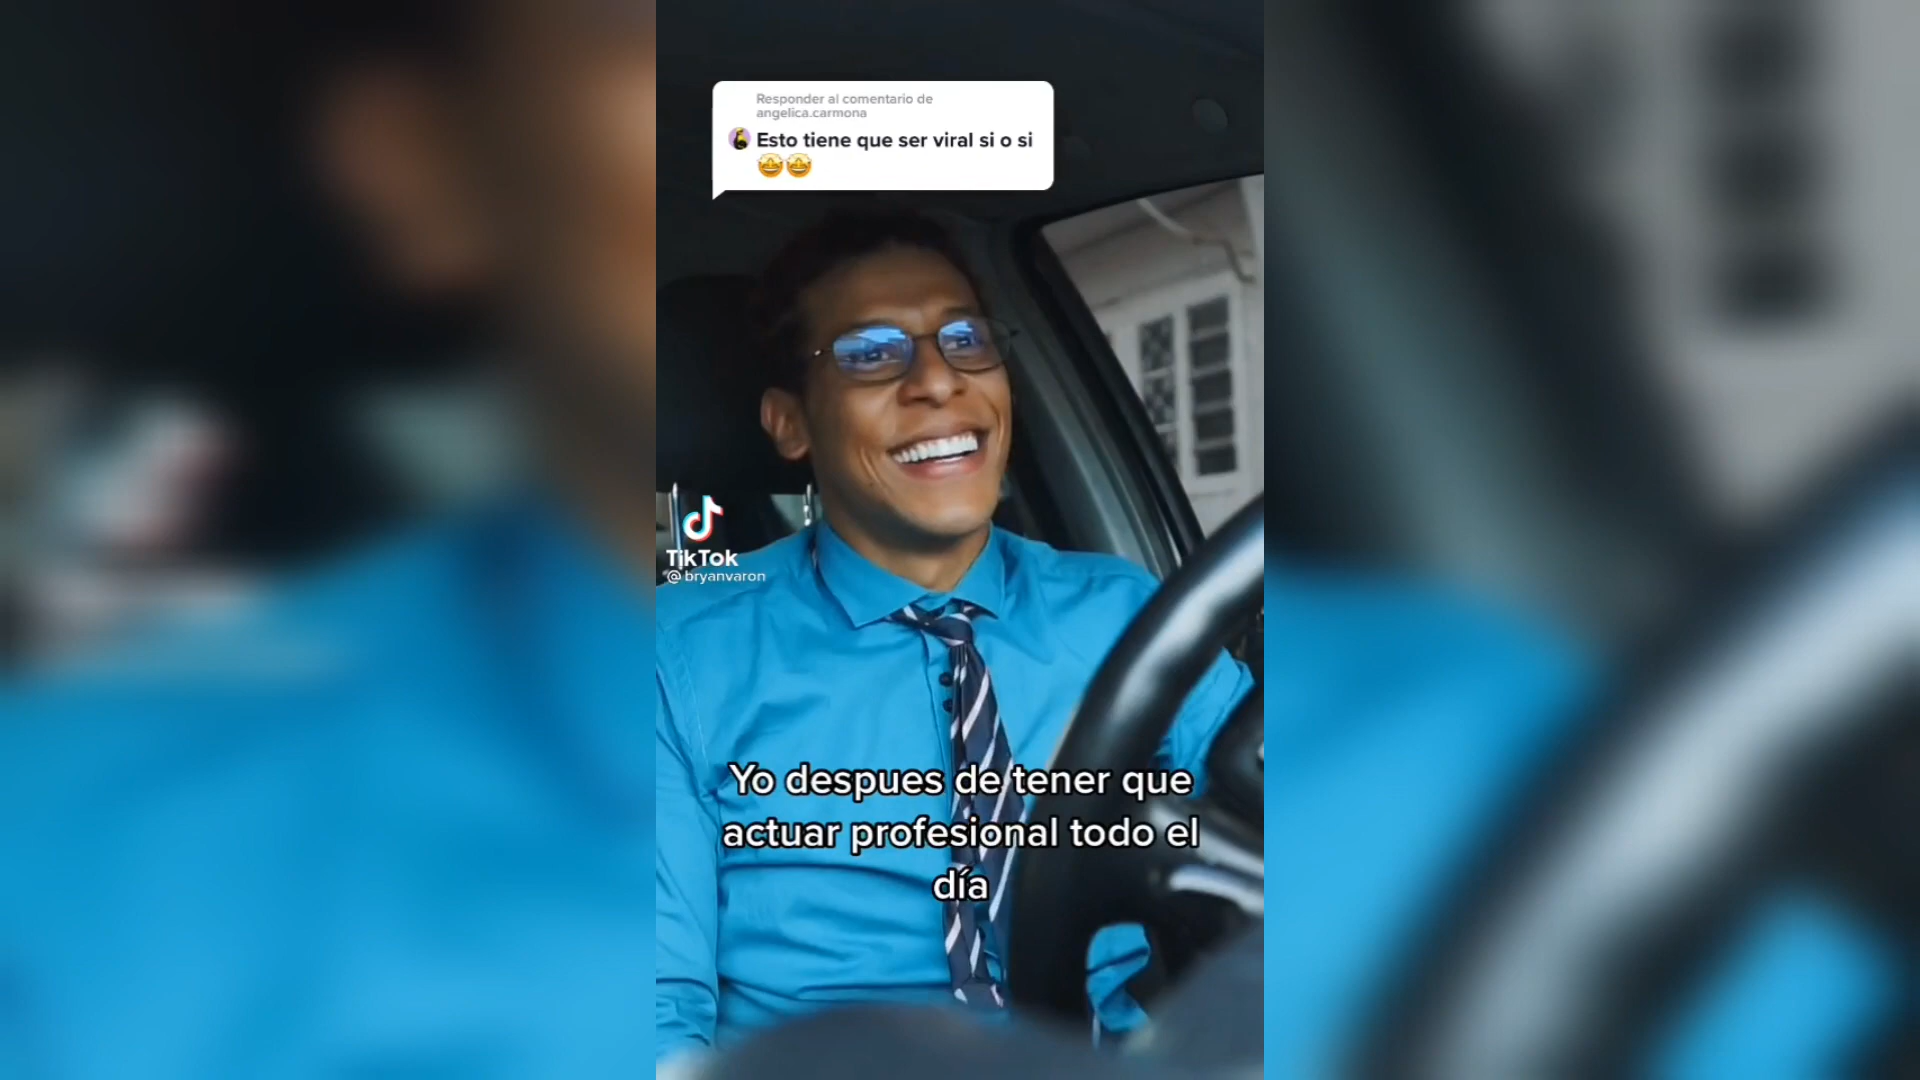 Responder al comentario de
angelica.carmona
Esto tiene que ser viral si o si
🤩🤩
TikTok
@bryanvaron
Yo despues de tener que
actuar profesional todo el
día